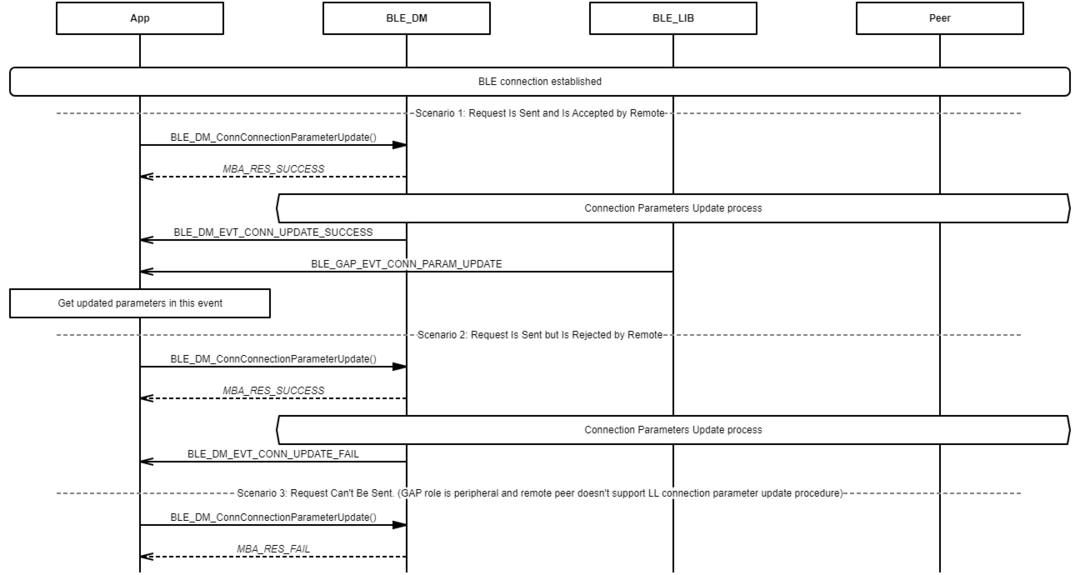 App
BLE_DM
BLE_LIB
Peer
BLE connection established
Scenario 1: Request Is Sent and Is Accepted by Remote
BLE_DM_ConnConnectionParameterUpdate()
MBA_RES_SUCCESS
Connection Parameters Update process
BLE_DM_EVT_CONN_UPDATE_SUCCESS
BLE_GAP_EVT_CONN_PARAM_UPDATE
Get updated parameters in this event
Scenario 2: Request Is Sent but Is Rejected by Remote
BLE_DM_ConnConnectionParameterUpdate()
MBA_RES_SUCCESS
Connection Parameters Update process
BLE_DM_EVT_CONN_UPDATE_FAIL
Scenario 3: Request Can't Be Sent. (GAP role is peripheral and remote peer doesn't support LL connection parameter update procedure)
BLE_DM_ConnConnectionParameterUpdate()
MBA_RES_FAIL